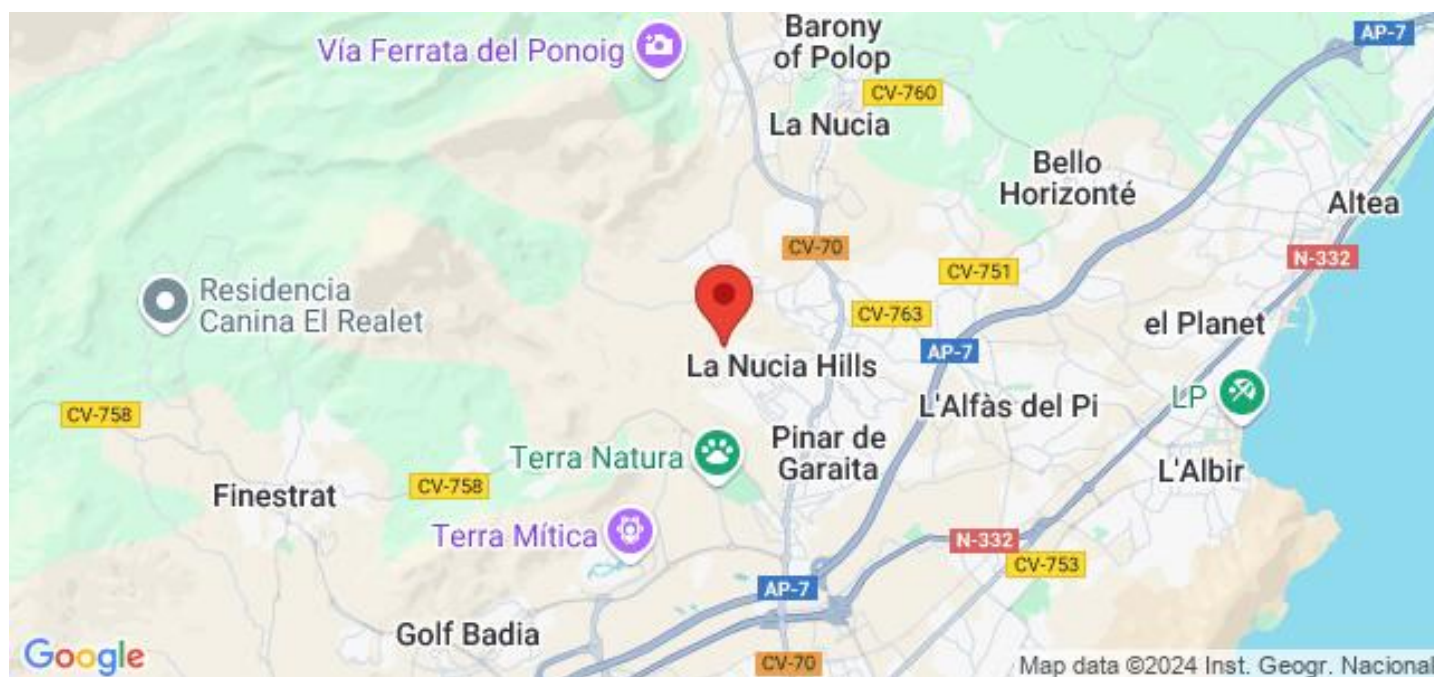 Barony
of Polop
AP-7
Vía Ferrata del Ponoig
CV-760
La Nucia
Bello
Horizonté
Altea
CV-70
N-332
CV-751
Residencia
Canina El Realet
CV-763
el Planet
AP-7
La Nucia Hills
LP
CV-758
L'Alfàs del Pi
Pinar de
Garaita
Terra Natura
L'Albir
CV-758
Finestrat
Terra Mítica
N-332
CV-753
AP-7
Golf Badia
Google
CV-70
Map data ©2024 Inst. Geogr. Nacional